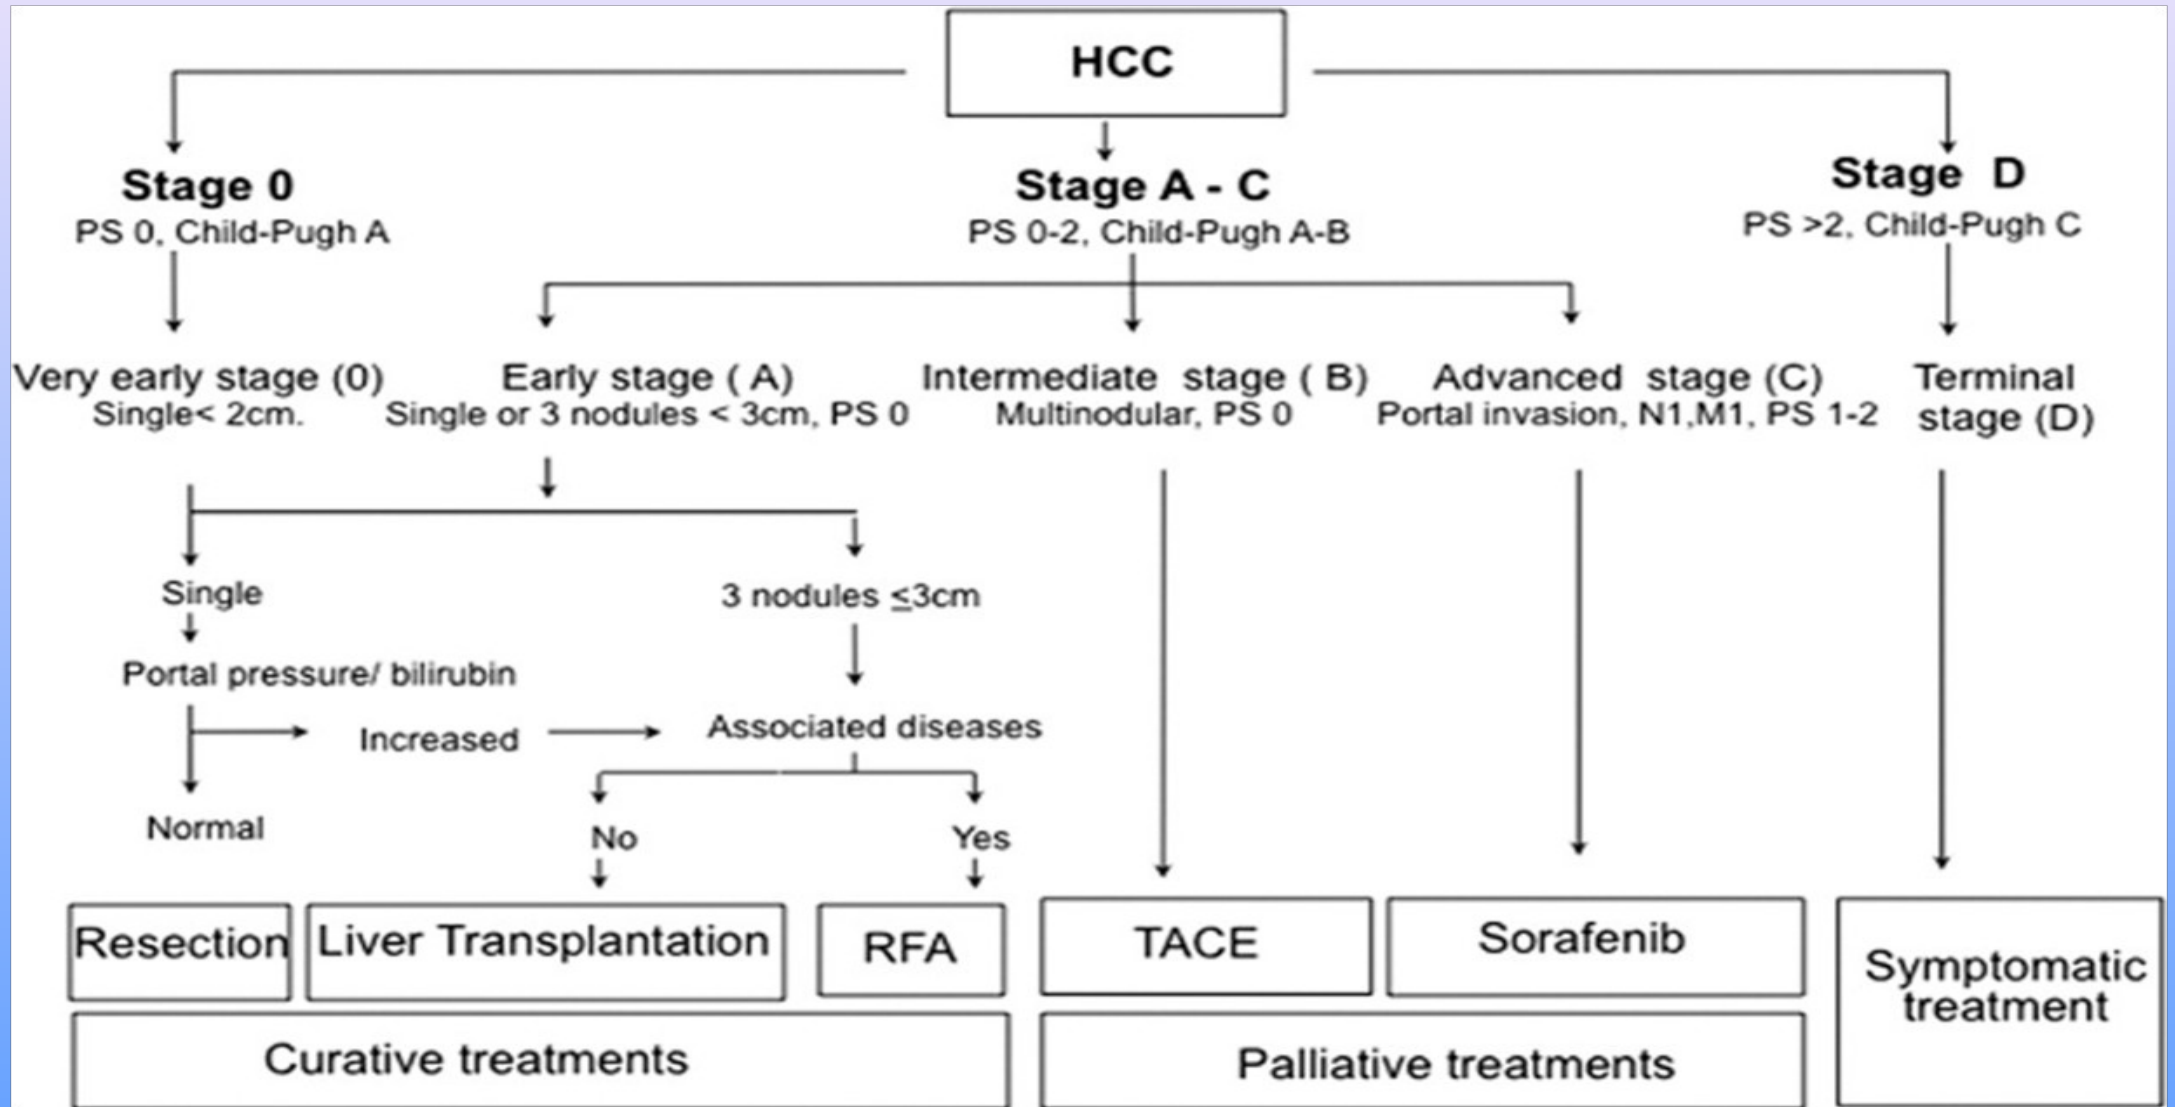 HCC
Stage 0
PS 0, Child-Pugh A
Stage A - C
PS 0-2, Child-Pugh A-B
Stage D
PS >2, Child-Pugh C
Very early stage (0)
Single< 2cm.
Early stage ( A)
Single or 3 nodules < 3cm, PS 0
Intermediate stage ( B)
Multinodular, PS 0
Advanced stage (C)
Portal invasion, N1,M1, PS 1-2
Terminal
stage (D)
Single
3 nodules ≤3cm
Portal pressure/ bilirubin
Increased
Associated diseases
Normal
No
Yes
Resection
Liver Transplantation
RFA
TACE
Sorafenib
Symptomatic
treatment
Curative treatments
Palliative treatments